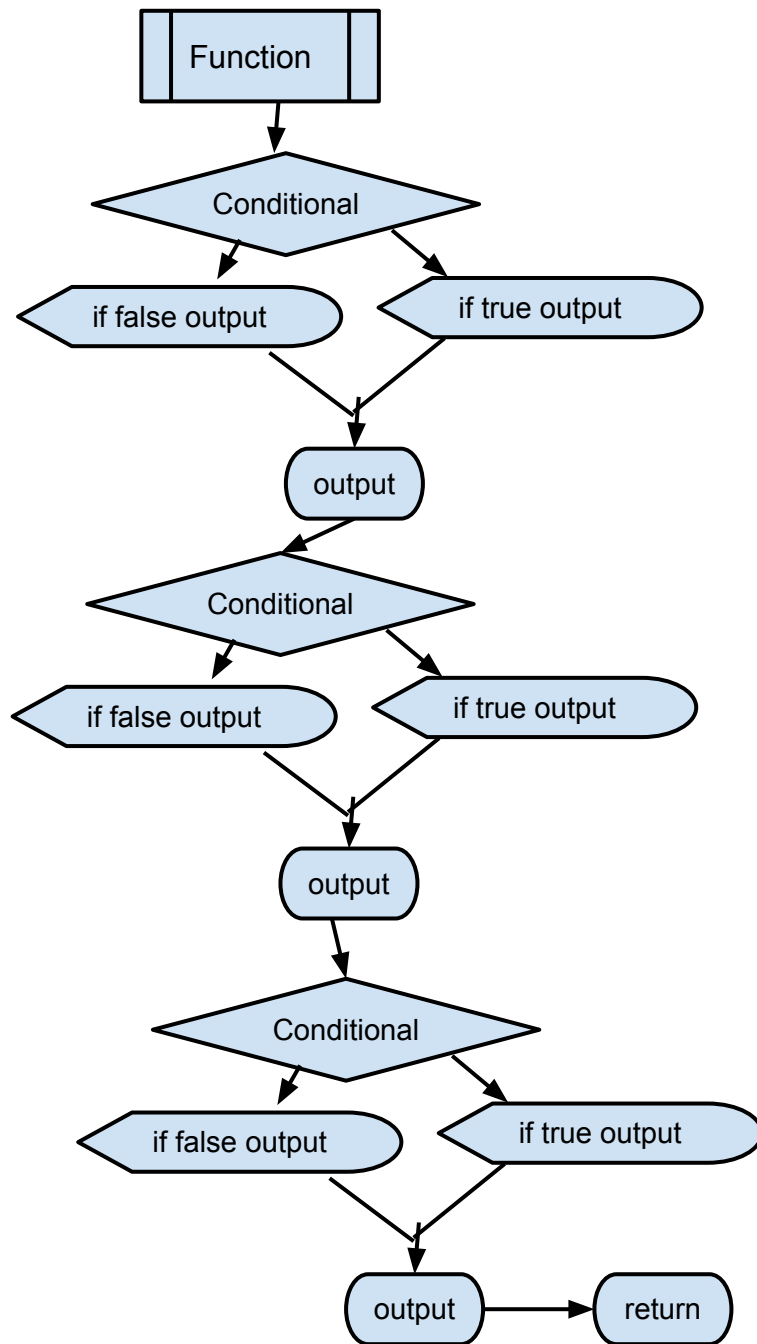 Function
Conditional
if false output
if true output
output
Conditional
if false output
if true output
output
Conditional
if false output
if true output
output
return